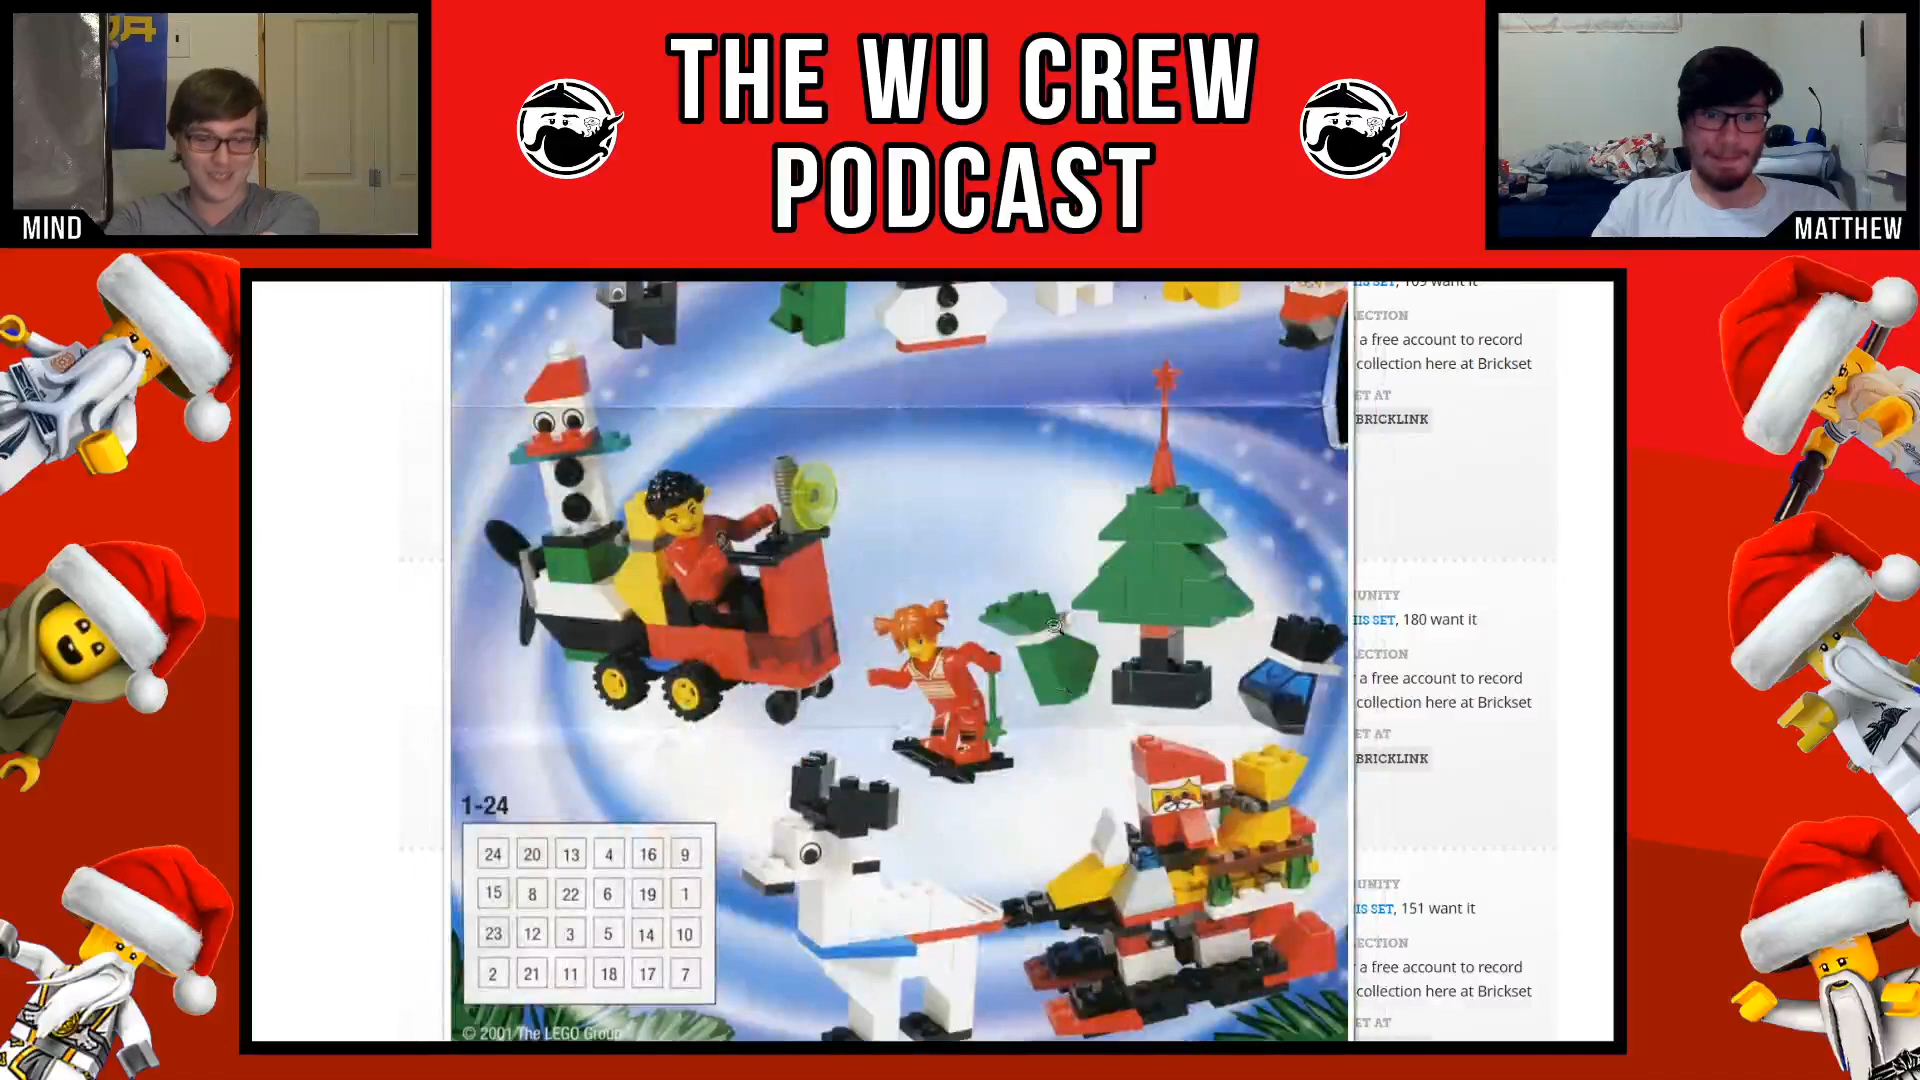 THE WU CREW
PODCAST
MIND
MATTHEW
169 want it
ECTION
a free account to record
collection here at Brickset
ET AT
BRICKLINK
UNITY
IS SET, 180 want it
ECTION
a free account to record
collection here at Brickset
ET AT
BRICKLINK
UNITY
IS SET, 151 want it
ECTION
a free account to record
collection here at Brickset
ET AT
1-24
24 20 13 4 16 9
15 8 22 6 19 1
23 12 3 5 14 10
2 21 11 18 17 7
© 2001 The LEGO Group